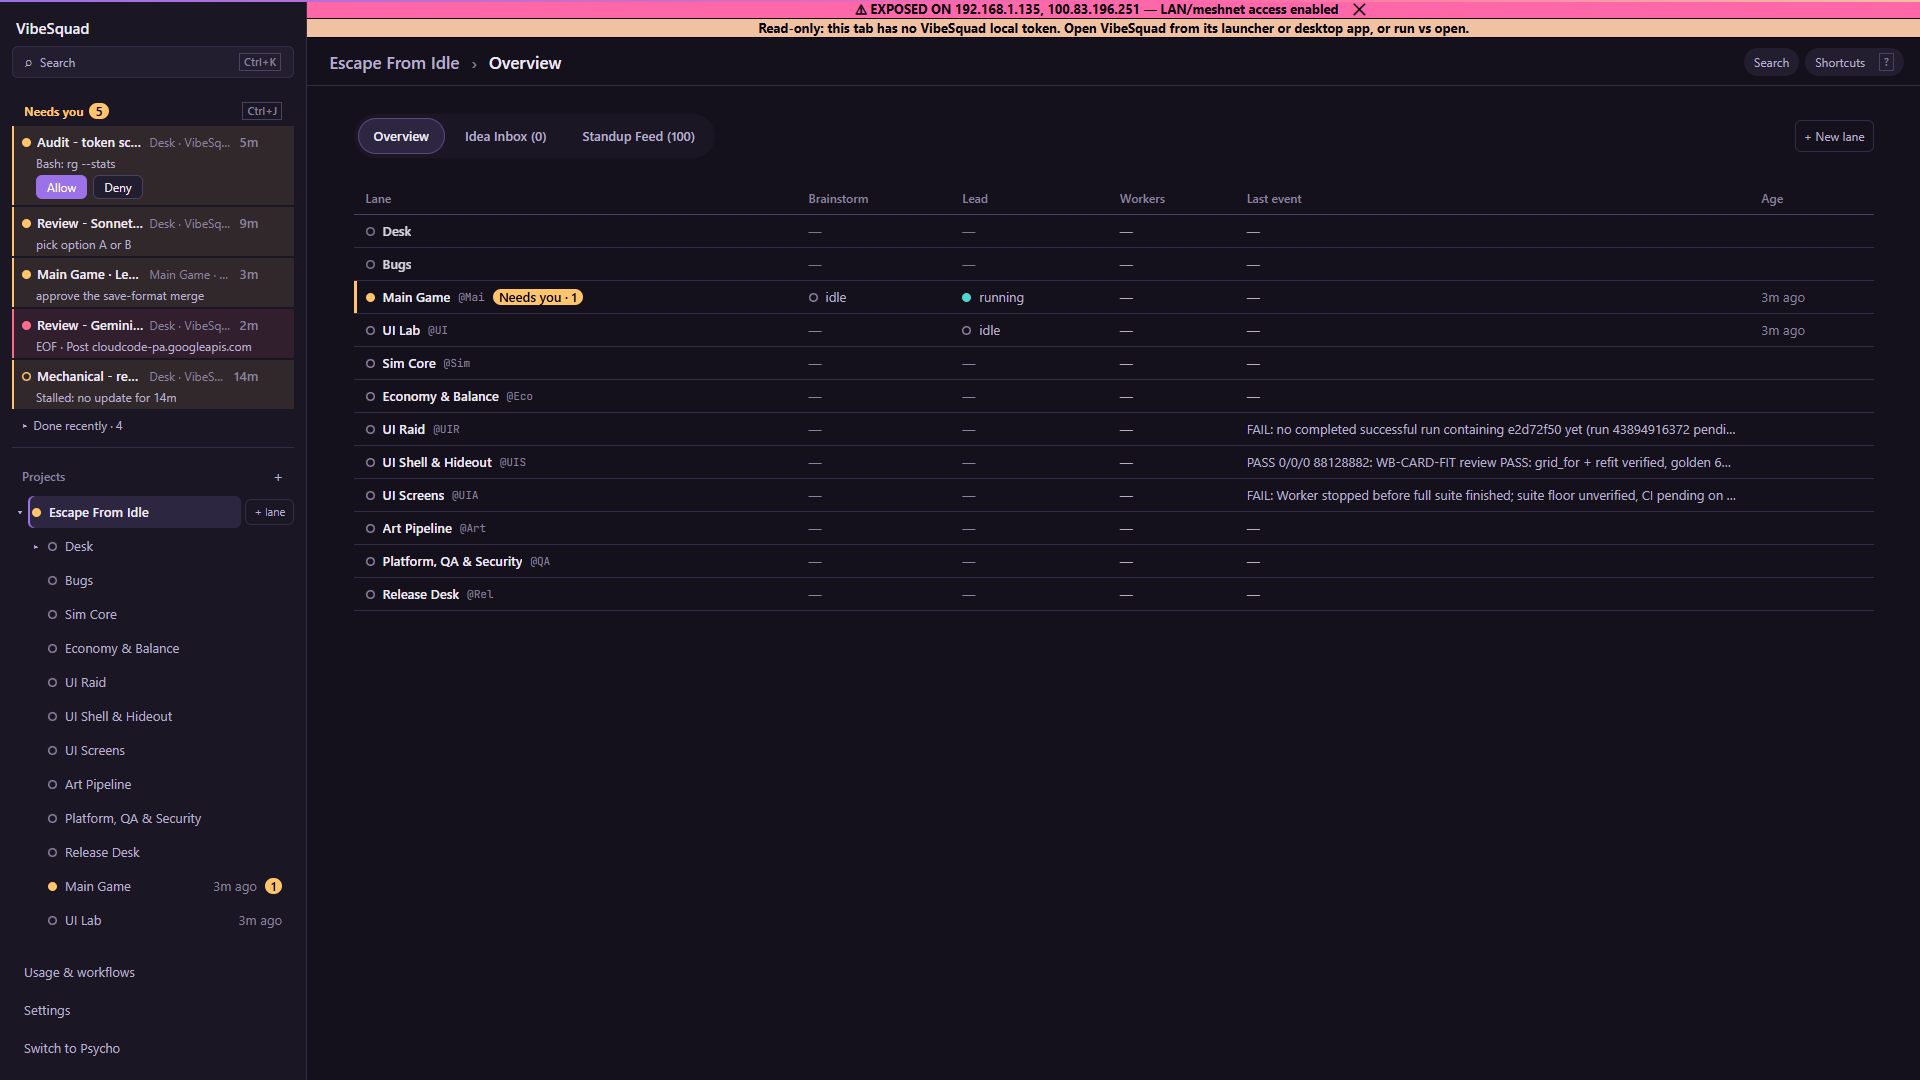 VibeSquad
Search Ctrl+K
Needs you 5 Ctrl+J
Audit - token sc... Desk · VibeSq... 5m
Bash: rg --stats
Allow Deny
Review - Sonnet... Desk · VibeSq... 9m
pick option A or B
Main Game · Le... Main Game · ... 3m
approve the save-format merge
Review - Gemini... Desk · VibeSq... 2m
EOF · Post cloudcode-pa.googleapis.com
Mechanical - re... Desk · VibeS... 14m
Stalled: no update for 14m
Done recently · 4
Projects +
Escape From Idle + lane
Desk
Bugs
Sim Core
Economy & Balance
UI Raid
UI Shell & Hideout
UI Screens
Art Pipeline
Platform, QA & Security
Release Desk
Main Game 3m ago 1
UI Lab 3m ago
Usage & workflows
Settings
Switch to Psycho
⚠ EXPOSED ON 192.168.1.135, 100.83.196.251 — LAN/meshnet access enabled
Read-only: this tab has no VibeSquad local token. Open VibeSquad from its launcher or desktop app, or run vs open.
Escape From Idle › Overview
Search Shortcuts ?
Overview Idea Inbox (0) Standup Feed (100) + New lane
Lane Brainstorm Lead Workers Last event Age
Desk — — — —
Bugs — — — —
Main Game @Mai Needs you · 1 idle running — — 3m ago
UI Lab @UI — idle — — 3m ago
Sim Core @Sim — — — —
Economy & Balance @Eco — — — —
UI Raid @UIR — — — FAIL: no completed successful run containing e2d72f50 yet (run 43894916372 pendi...
UI Shell & Hideout @UIS — — — PASS 0/0/0 88128882: WB-CARD-FIT review PASS: grid_for + refit verified, golden 6...
UI Screens @UIA — — — FAIL: Worker stopped before full suite finished; suite floor unverified, CI pending on ...
Art Pipeline @Art — — — —
Platform, QA & Security @QA — — — —
Release Desk @Rel — — — —